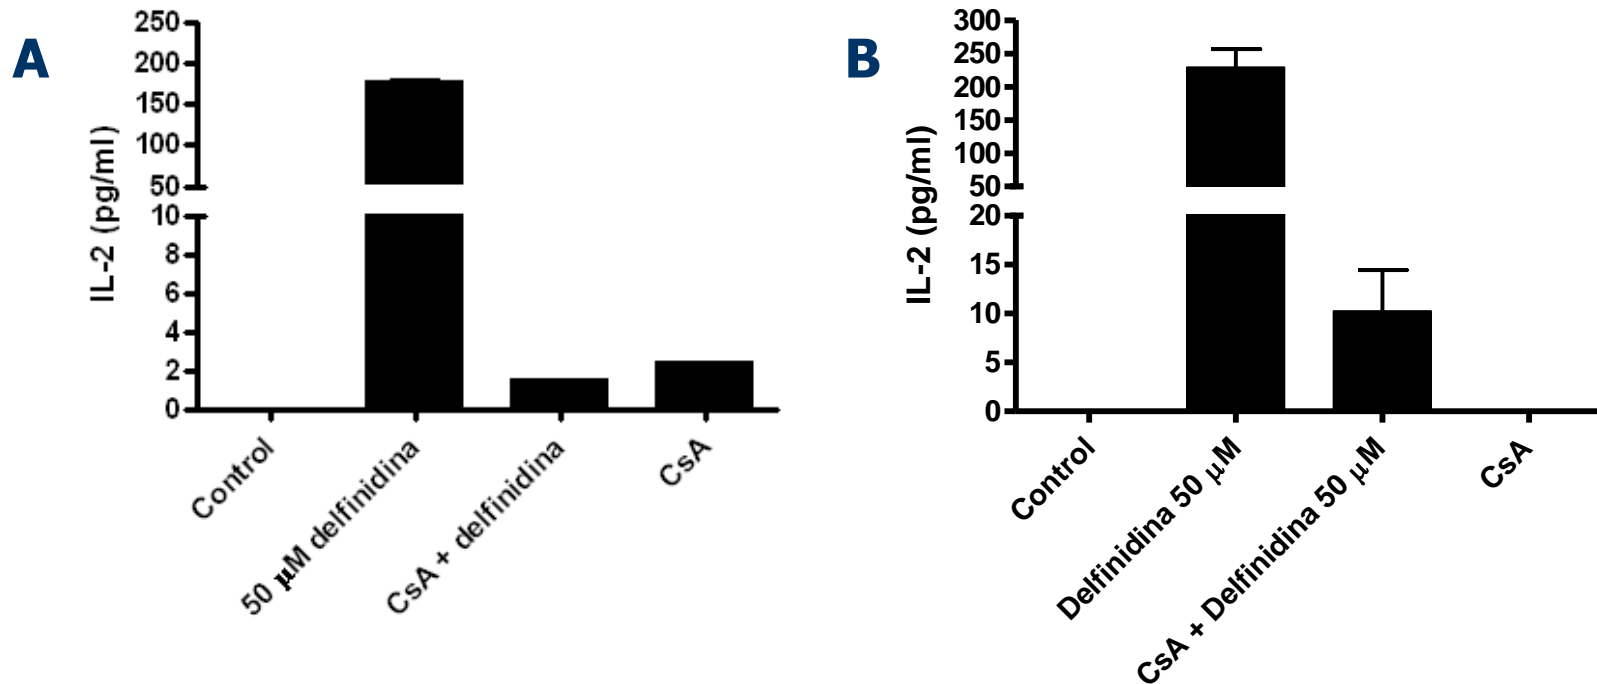 A
IL-2 (pg/ml)
250
200
150
100
50
10
8
6
4
2
0
Control
50 µM delfinidina
CsA + delfinidina
CsA
B
IL-2 (pg/ml)
300
250
200
150
100
50
20
15
10
5
0
Control
Delfinidina 50 µM
CsA + Delfinidina 50 µM
CsA